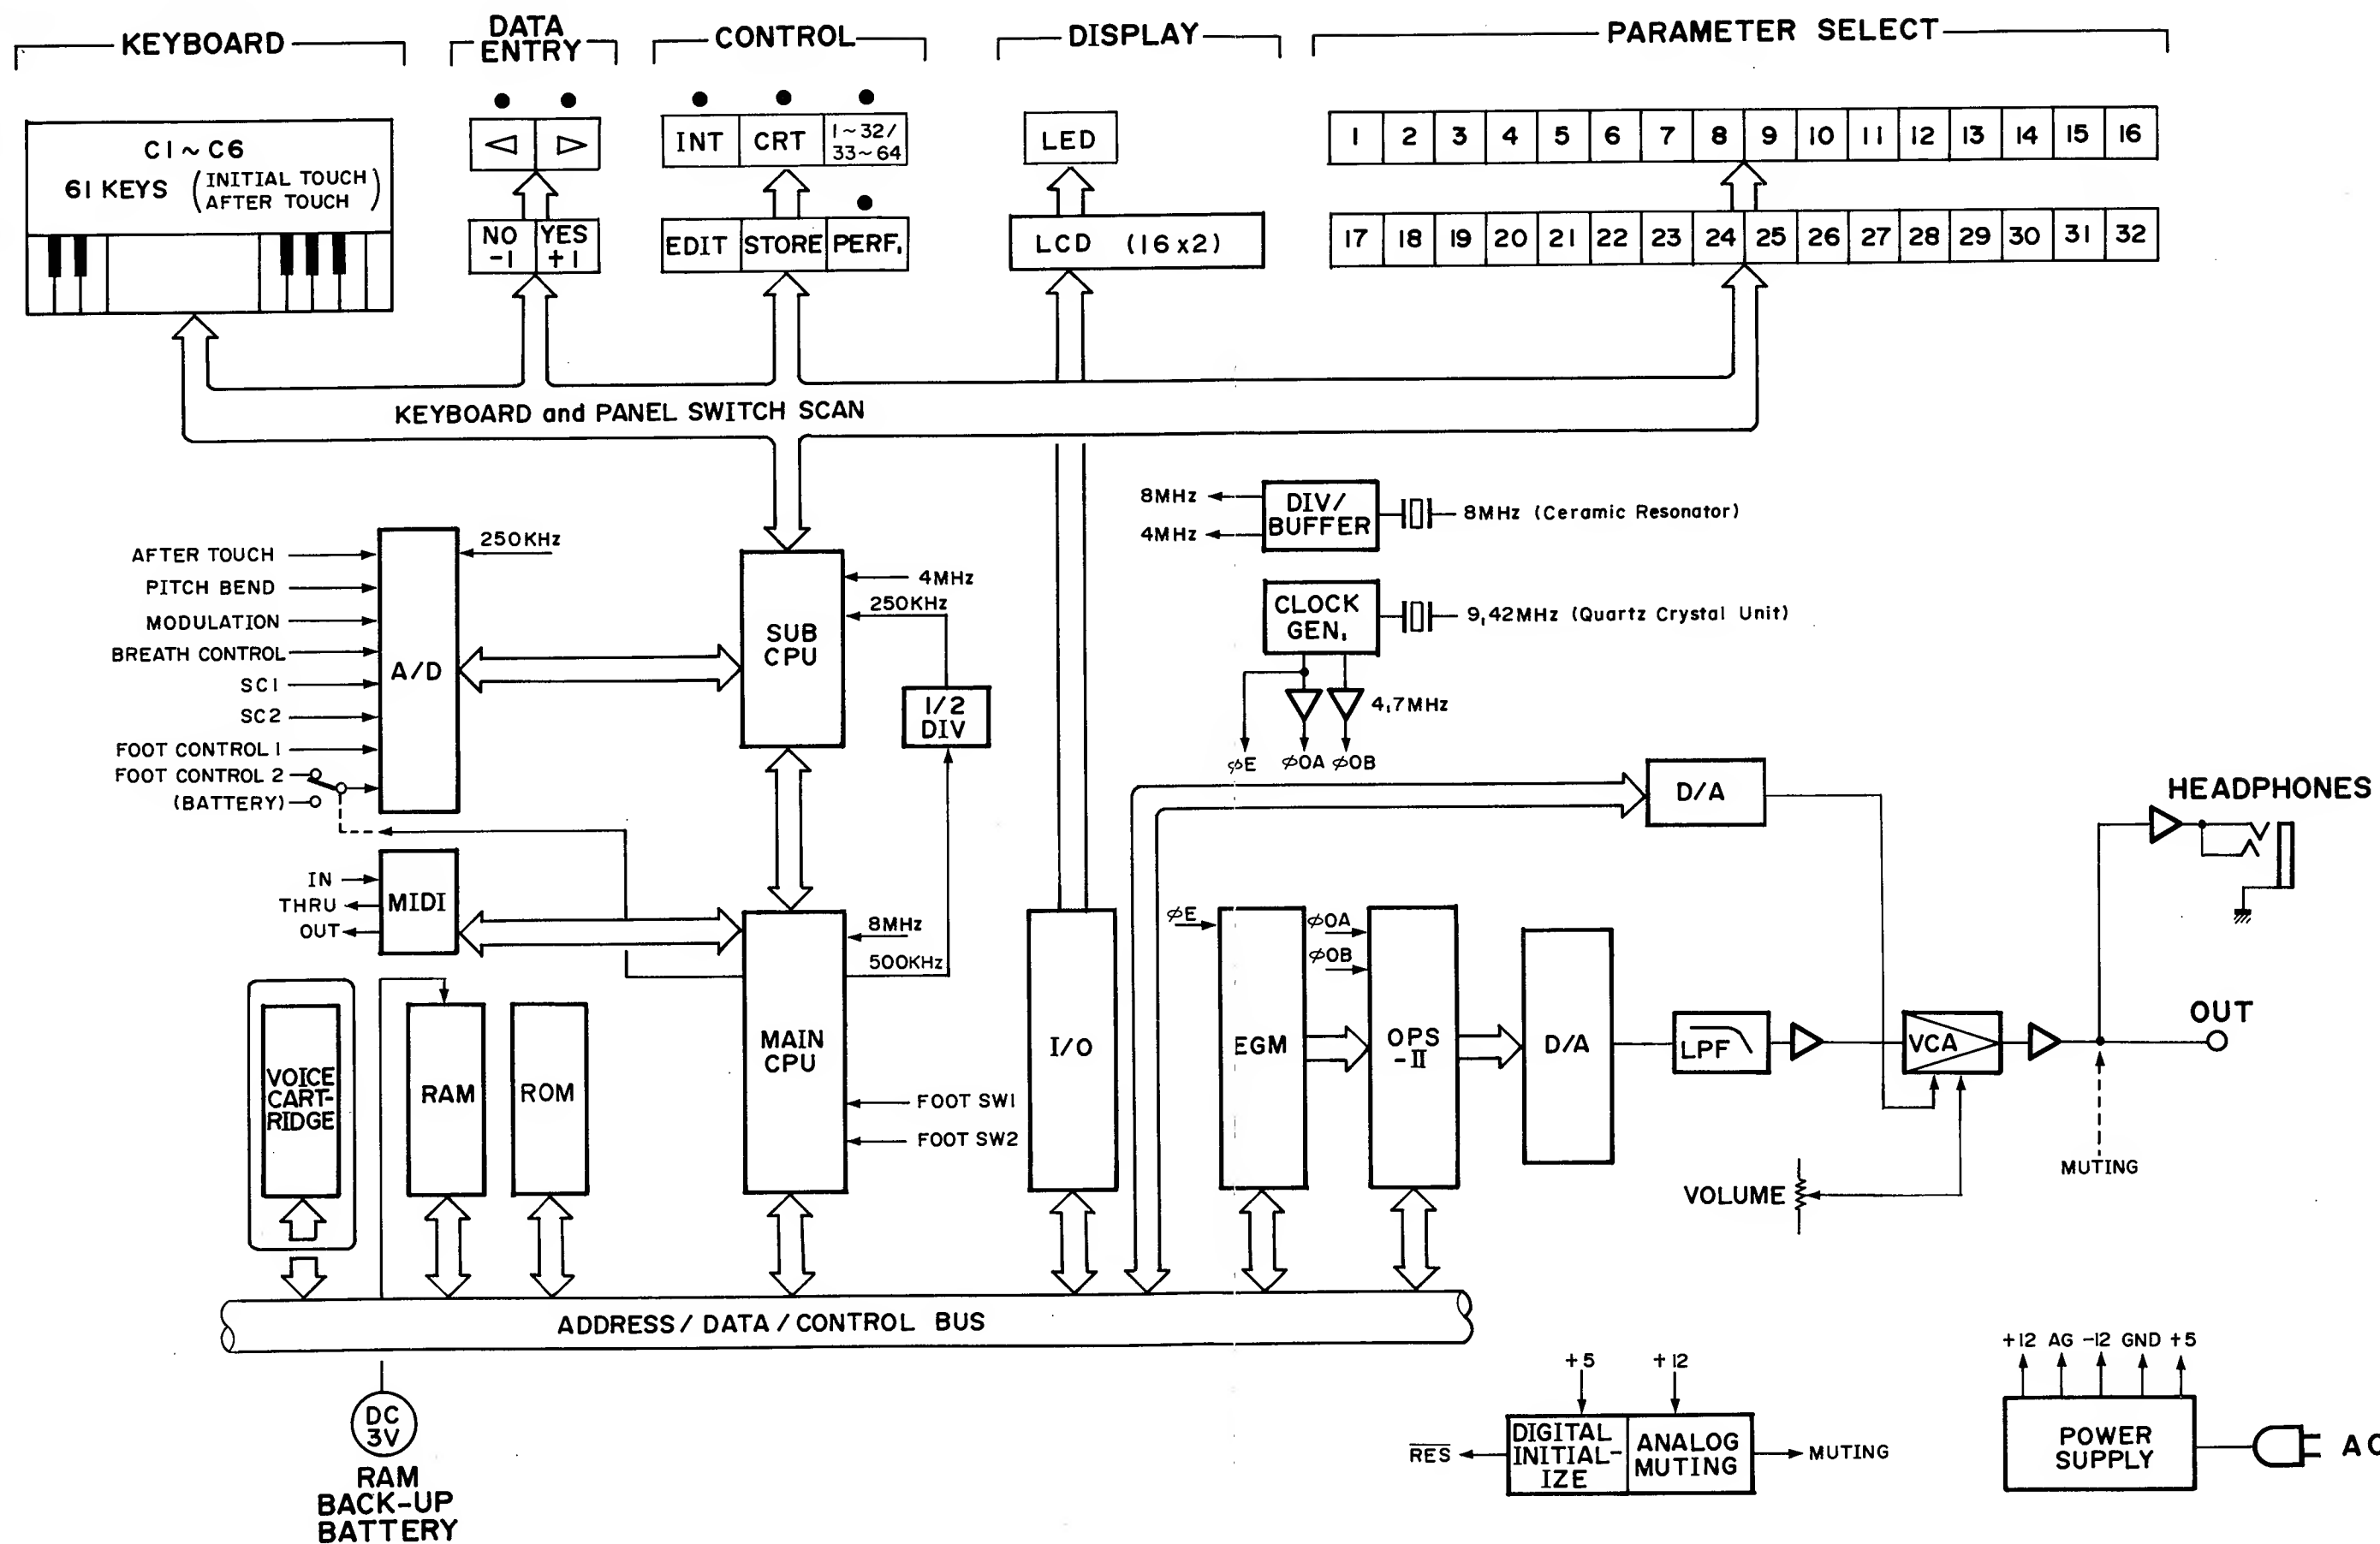 KEYBOARD
DATA
ENTRY
CONTROL
DISPLAY
PARAMETER SELECT
C1~C6
61 KEYS (INITIAL TOUCH
AFTER TOUCH)
INT CRT 1~32/
33~64
NO
-1
YES
+1
EDIT STORE PERF.
LED
LCD (16x2)
1 2 3 4 5 6 7 8 9 10 11 12 13 14 15 16
17 18 19 20 21 22 23 24 25 26 27 28 29 30 31 32
KEYBOARD and PANEL SWITCH SCAN
AFTER TOUCH
PITCH BEND
MODULATION
BREATH CONTROL
SC1
SC2
FOOT CONTROL 1
FOOT CONTROL 2
(BATTERY)
A/D
250KHz
SUB
CPU
4MHz
250KHz
1/2
DIV
8MHz
4MHz
DIV/
BUFFER
8MHz (Ceramic Resonator)
CLOCK
GEN.
9,42MHz (Quartz Crystal Unit)
4,7MHz
øE øOA øOB
D/A
HEADPHONES
IN
THRU
OUT
MIDI
8MHz
500KHz
MAIN
CPU
FOOT SW1
FOOT SW2
VOICE
CART-
RIDGE
RAM
ROM
I/O
øE
EGM
øOA
øOB
OPS
-II
D/A
LPF
VCA
OUT
VOLUME
MUTING
ADDRESS / DATA / CONTROL BUS
DC
3V
RAM
BACK-UP
BATTERY
+5
+12
RES
DIGITAL
INITIAL-
IZE
ANALOG
MUTING
MUTING
+12 AG -12 GND +5
POWER
SUPPLY